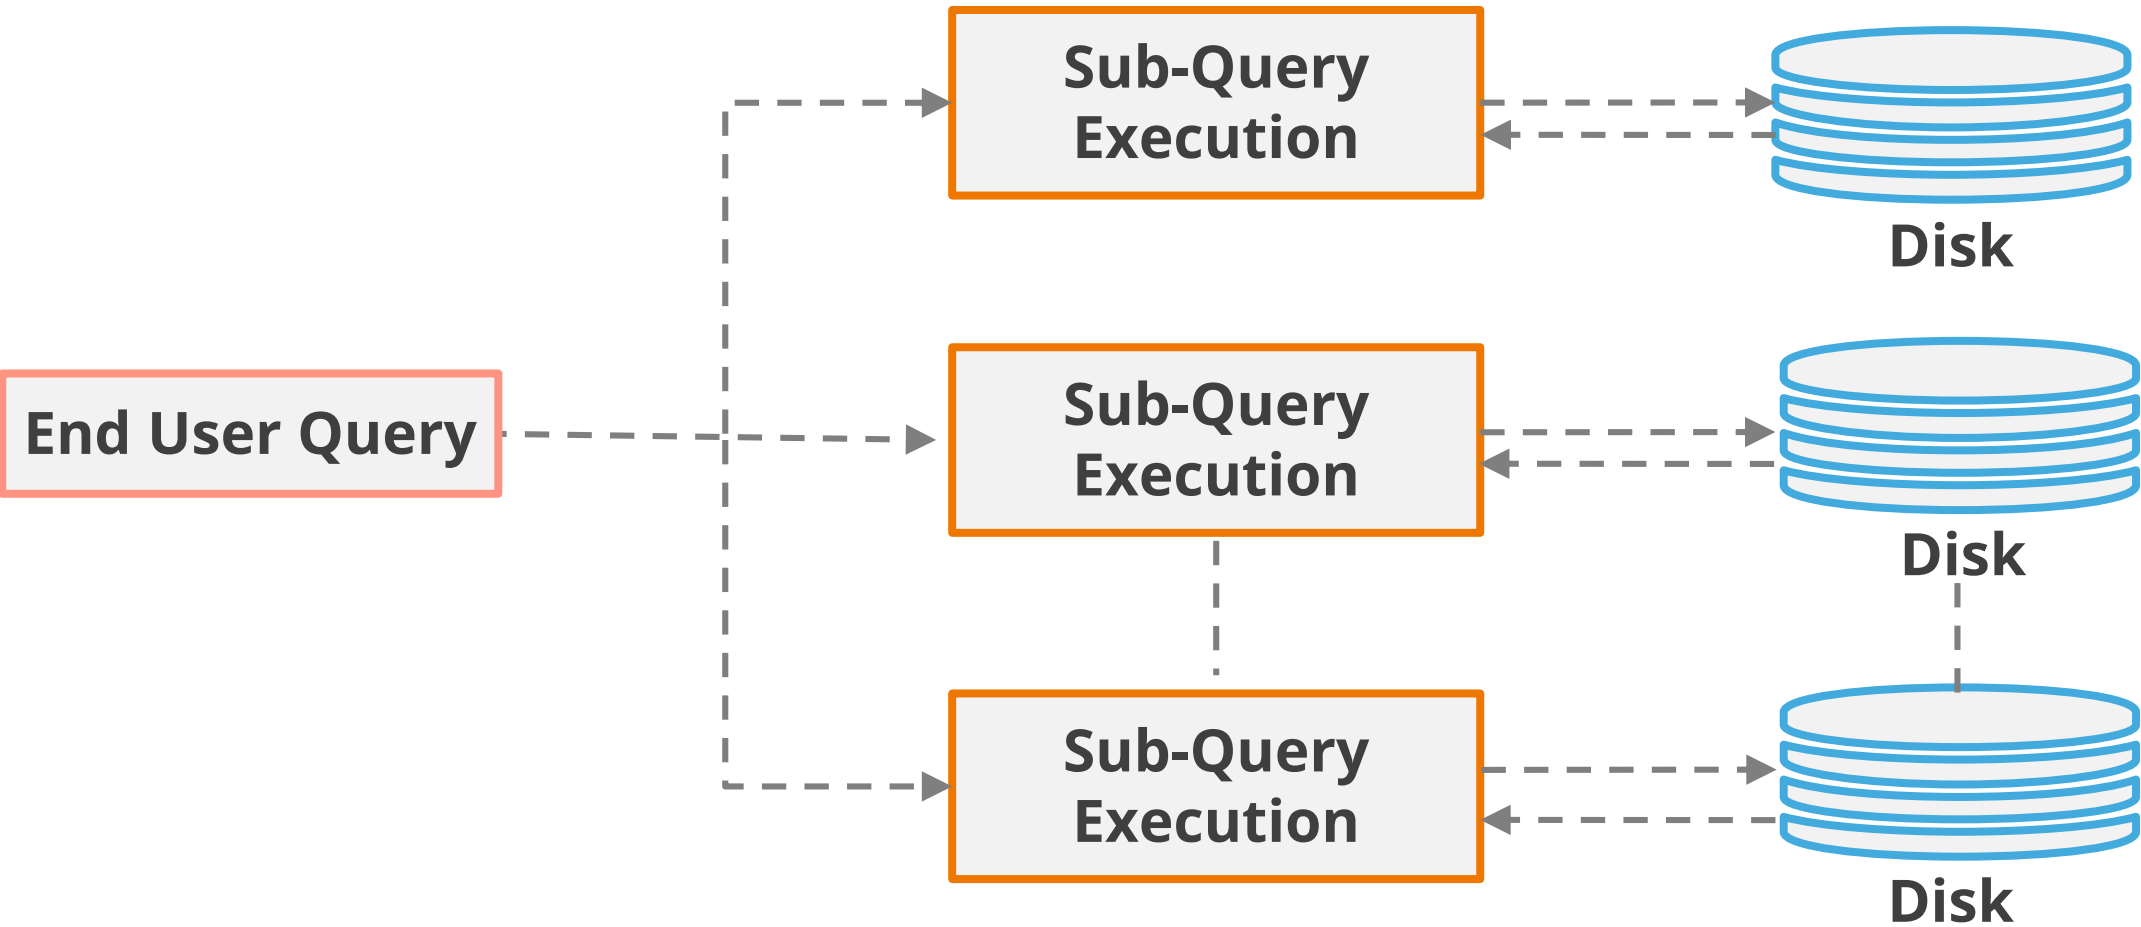 Sub-Query
Execution
Disk
End User Query
Sub-Query
Execution
Disk
Sub-Query
Execution
Disk